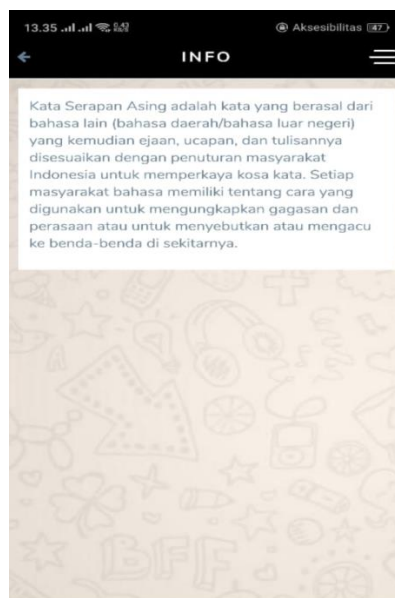 13.35
0.43 KB/S
Aksesibilitas 47
INFO
Kata Serapan Asing adalah kata yang berasal dari
bahasa lain (bahasa daerah/bahasa luar negeri)
yang kemudian ejaan, ucapan, dan tulisannya
disesuaikan dengan penuturan masyarakat
Indonesia untuk memperkaya kosa kata. Setiap
masyarakat bahasa memiliki tentang cara yang
digunakan untuk mengungkapkan gagasan dan
perasaan atau untuk menyebutkan atau mengacu
ke benda-benda di sekitarnya.
BFF